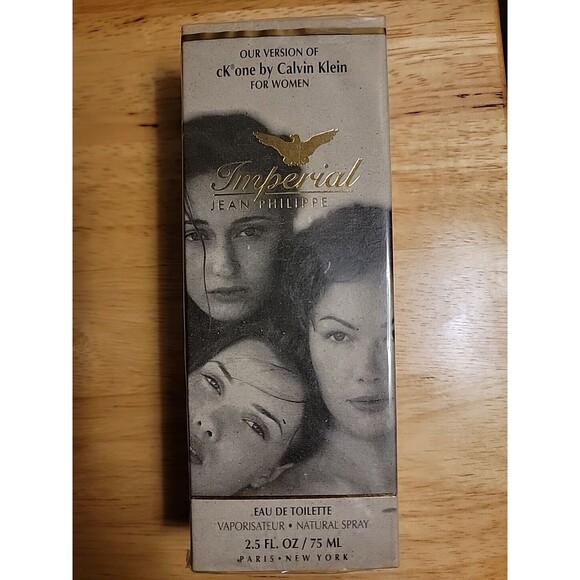 OUR VERSION OF
cK®one by Calvin Klein
FOR WOMEN
Imperial
JEAN PHILIPPE
EAU DE TOILETTE
VAPORISATEUR • NATURAL SPRAY
2.5 FL. OZ / 75 ML
PARIS • NEW YORK